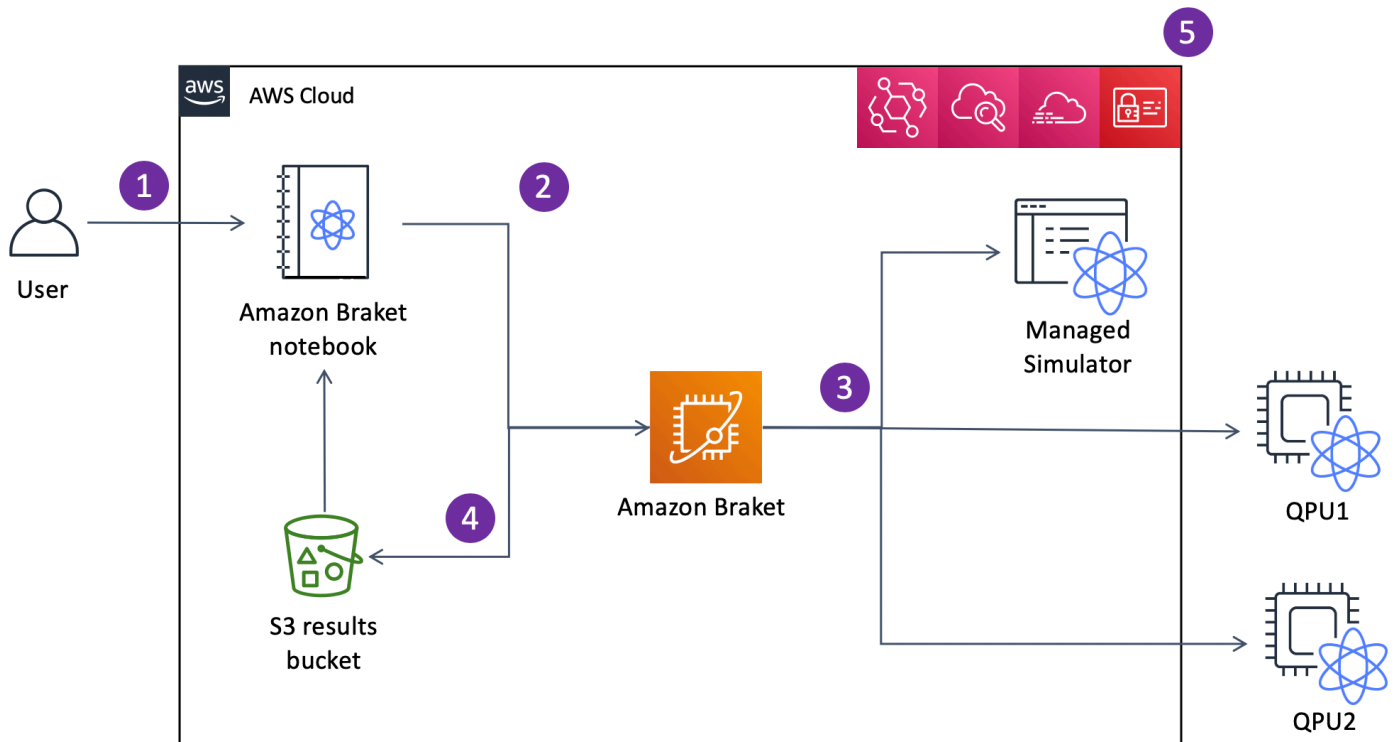 5
aws
AWS Cloud
1
2
User
Amazon Braket
notebook
Managed
Simulator
3
Amazon Braket
QPU1
4
S3 results
bucket
QPU2